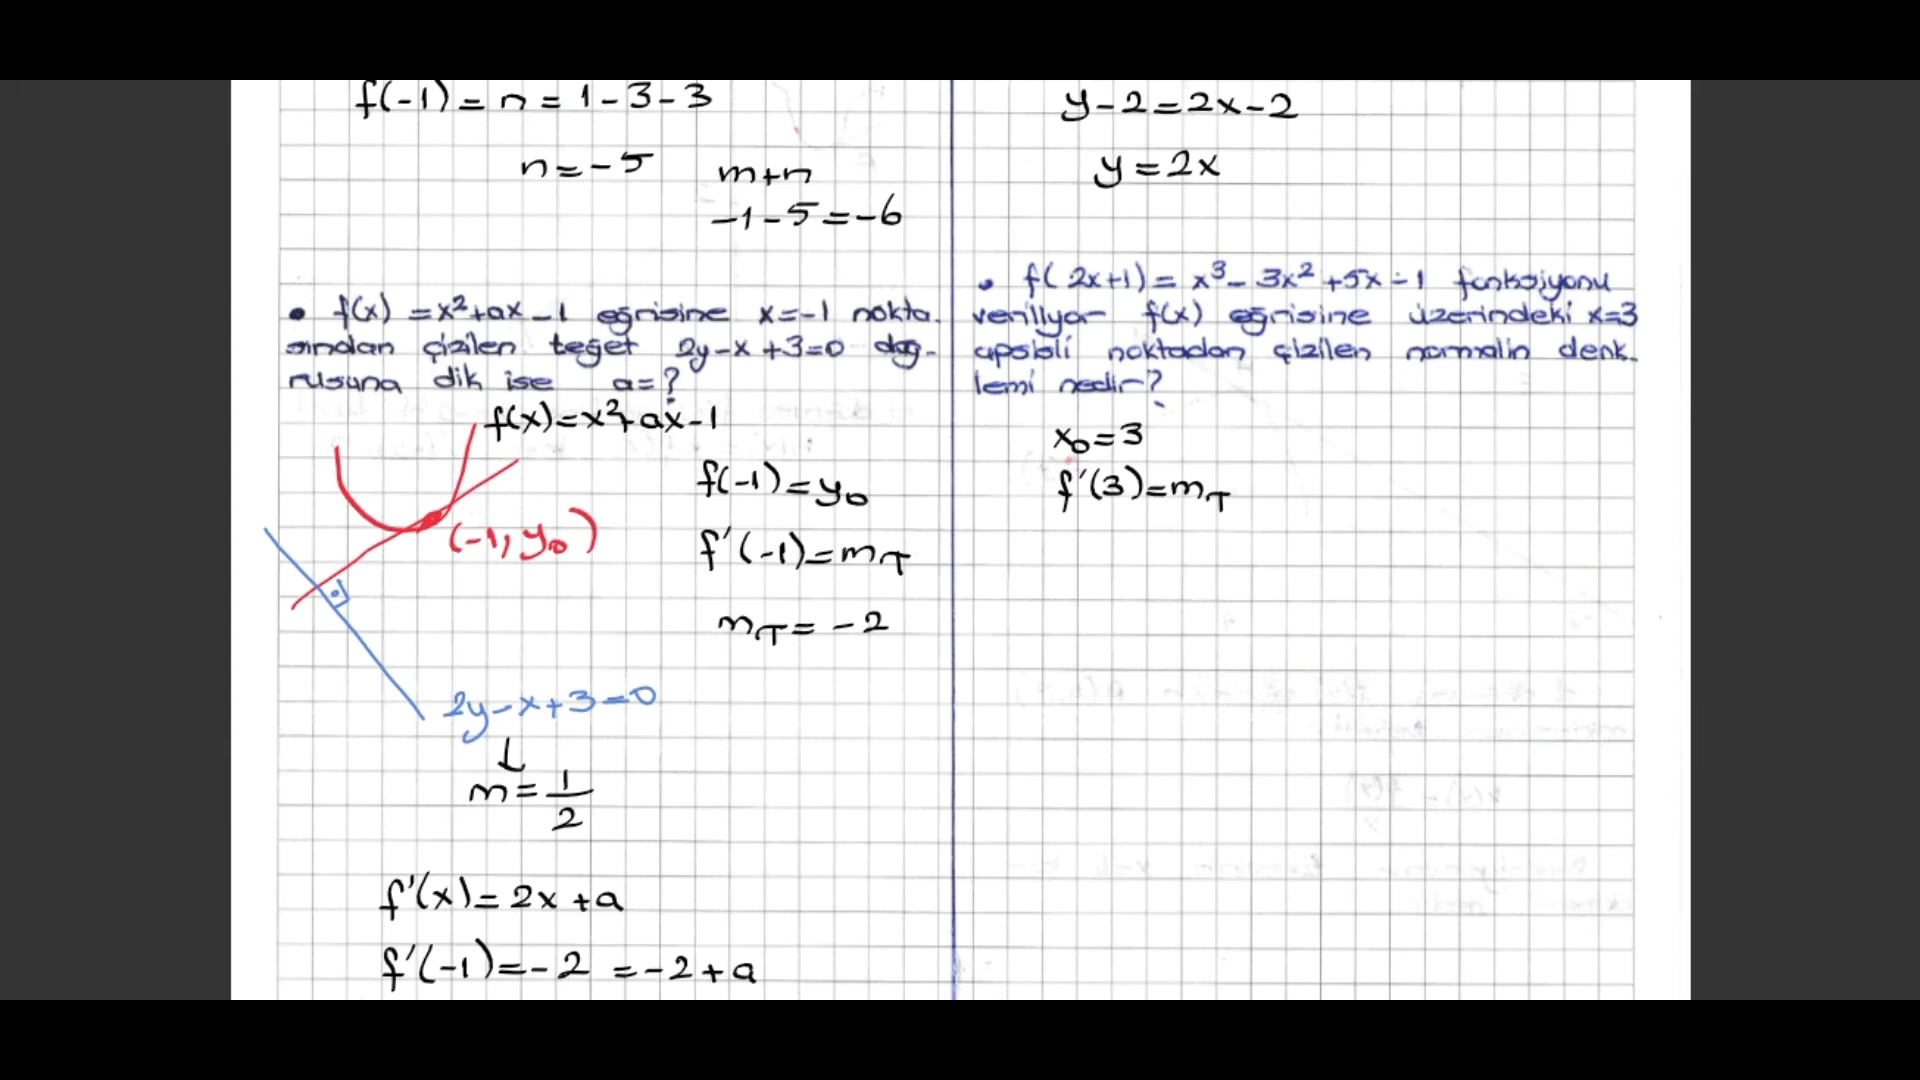 f(-1) = n = 1-3-3
n = -5
m+n
-1-5 = -6
• f(x) = x²+ax-1 eğrisine x=-1 nokta.
sından çizilen teğet 2y-x+3=0 doğ-
rusuna dik ise a=?
f(x) = x²+ax-1
f(-1) = y₀
(-1, y₀)
f'(-1) = m_T
m_T = -2
2y-x+3=0
↓
m = 1/2
f'(x) = 2x+a
f'(-1) = -2 = -2+a
y-2 = 2x-2
y = 2x
• f(2x+1) = x³-3x²+5x-1 fonksiyonu
veriliyor f(x) eğrisine üzerindeki x=3
apsisli noktadan çizilen normalin denk.
lemi nedir?
x₀ = 3
f'(3) = m_T